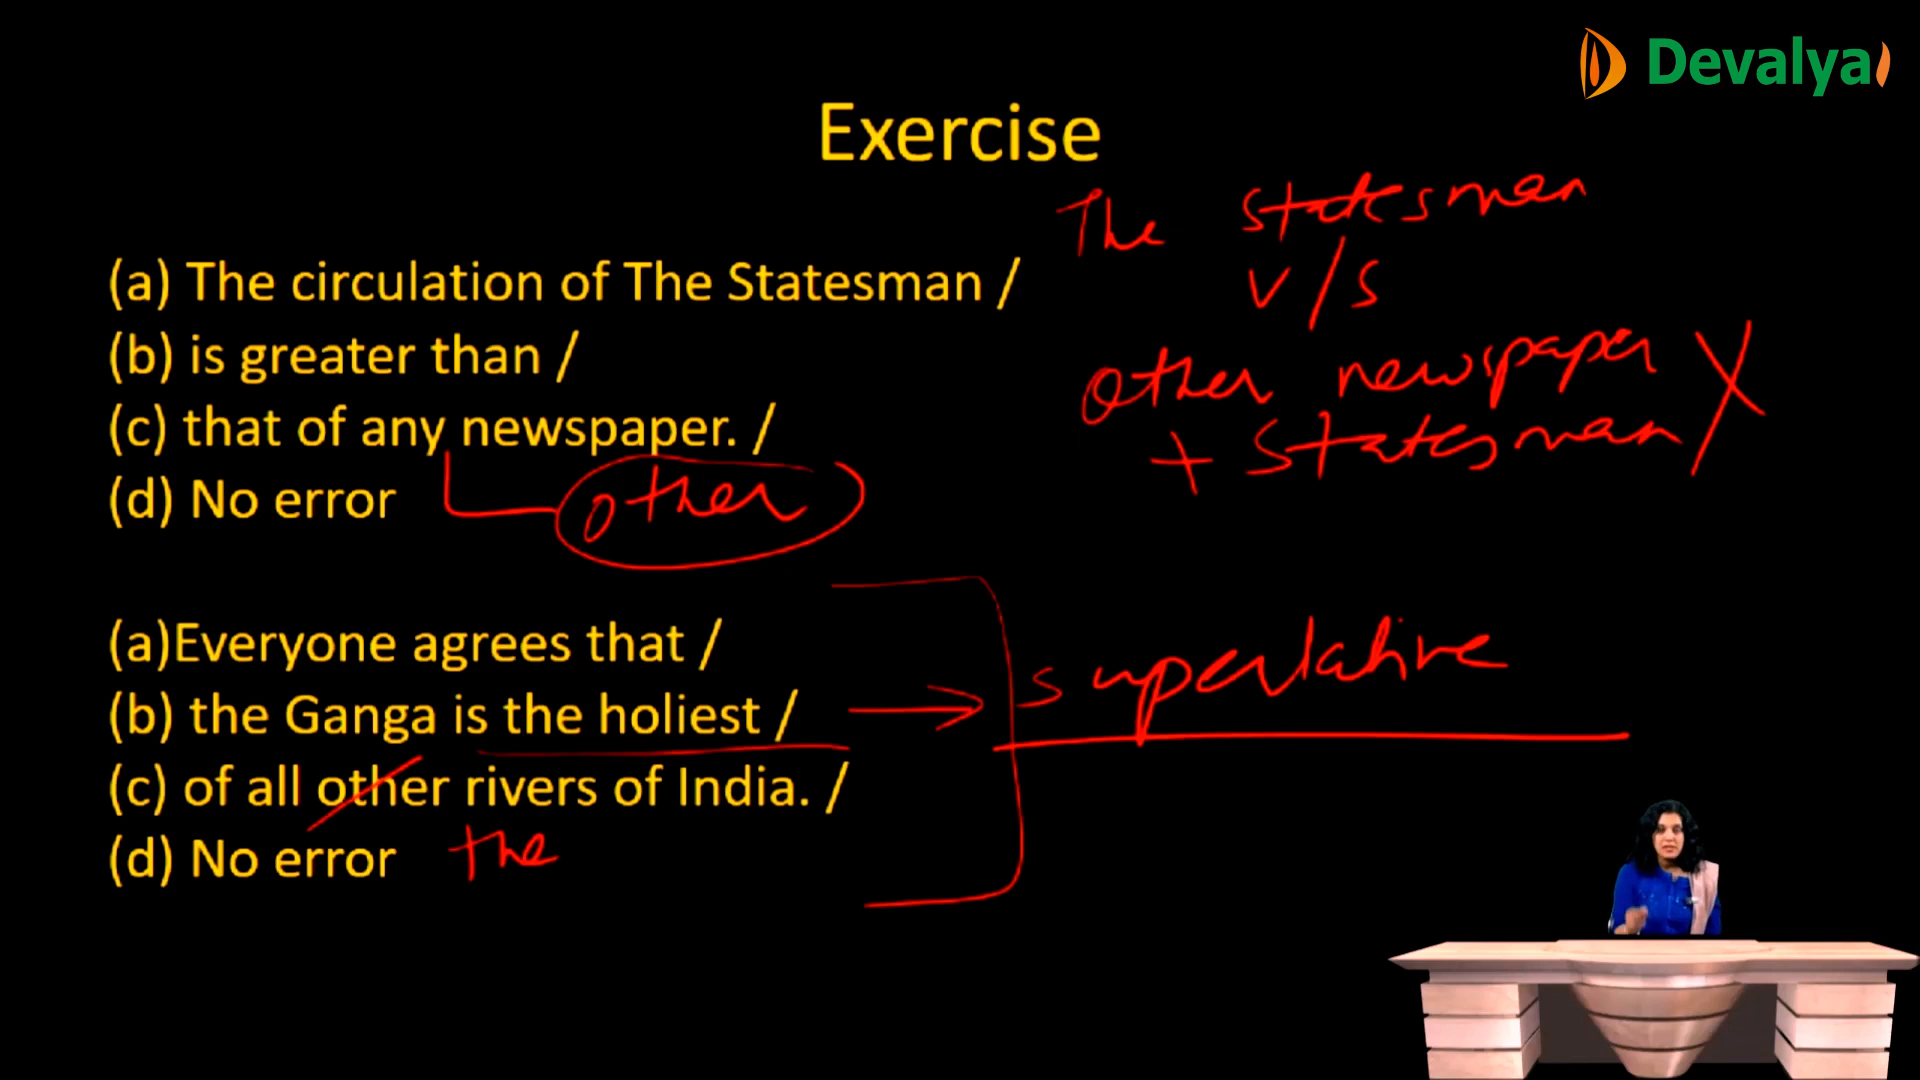 Devalya
Exercise
The Statesman
v/s
Other newspaper
+ Statesman
(a) The circulation of The Statesman /
(b) is greater than /
(c) that of any newspaper. /
(d) No error
other
(a)Everyone agrees that /
(b) the Ganga is the holiest /
superlative
(c) of all other rivers of India. /
(d) No error
the